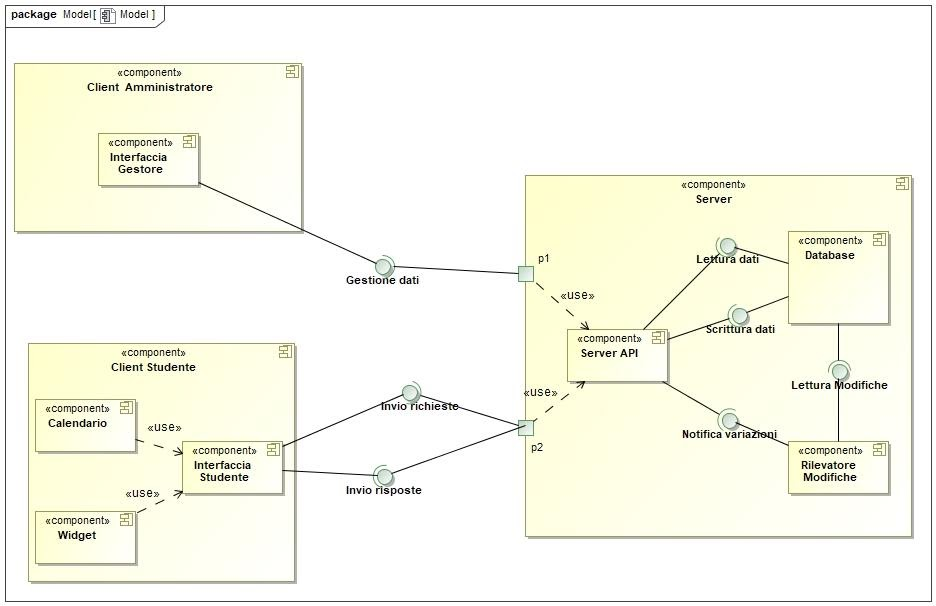 package Model [ Model ]
«component»
Client Amministratore
«component»
Interfaccia
Gestore
Gestione dati
p1
«use»
«component»
Server
Lettura dati
«component»
Database
Scrittura dati
«component»
Server API
Lettura Modifiche
Notifica variazioni
«component»
Rilevatore
Modifiche
«use»
p2
«component»
Client Studente
«component»
Calendario
«use»
«component»
Interfaccia
Studente
«use»
«component»
Widget
Invio richieste
Invio risposte